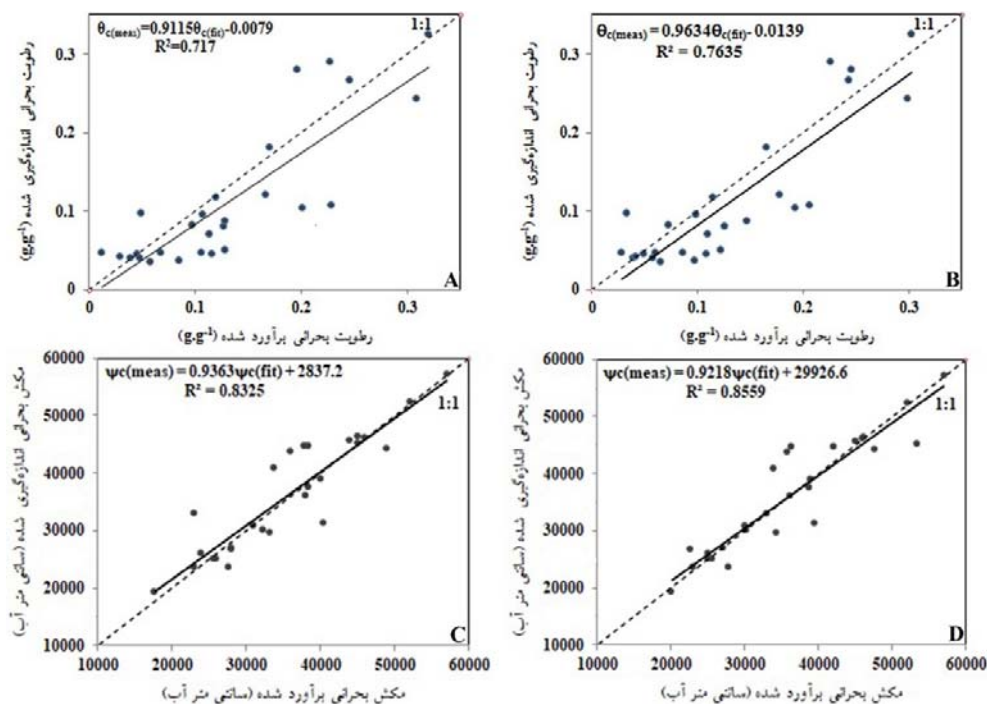 θc(meas)=0.9115θc(fit)-0.0079
R²=0.717
1:1
0.3
0.2
0.1
0
0
0.1
0.2
0.3
A
رطوبت بحرانی اندازه‌گیری شده (g.g⁻¹)
رطوبت بحرانی برآورد شده (g.g⁻¹)
θc(meas)=0.9634θc(fit)-0.0139
R² = 0.7635
1:1
0.3
0.2
0.1
0
0
0.1
0.2
0.3
B
رطوبت بحرانی اندازه‌گیری شده (g.g⁻¹)
رطوبت بحرانی برآورد شده (g.g⁻¹)
ψc(meas)=0.9363ψc(fit)+2837.2
R² = 0.8325
1:1
60000
50000
40000
30000
20000
10000
10000
20000
30000
40000
50000
60000
C
مکش بحرانی اندازه‌گیری شده (سانتی متر آب)
مکش بحرانی برآورد شده (سانتی متر آب)
ψc(meas)=0.9218ψc(fit)+29926.6
R² = 0.8559
1:1
60000
50000
40000
30000
20000
10000
10000
20000
30000
40000
50000
60000
D
مکش بحرانی اندازه‌گیری شده (سانتی متر آب)
مکش بحرانی برآورد شده (سانتی متر آب)